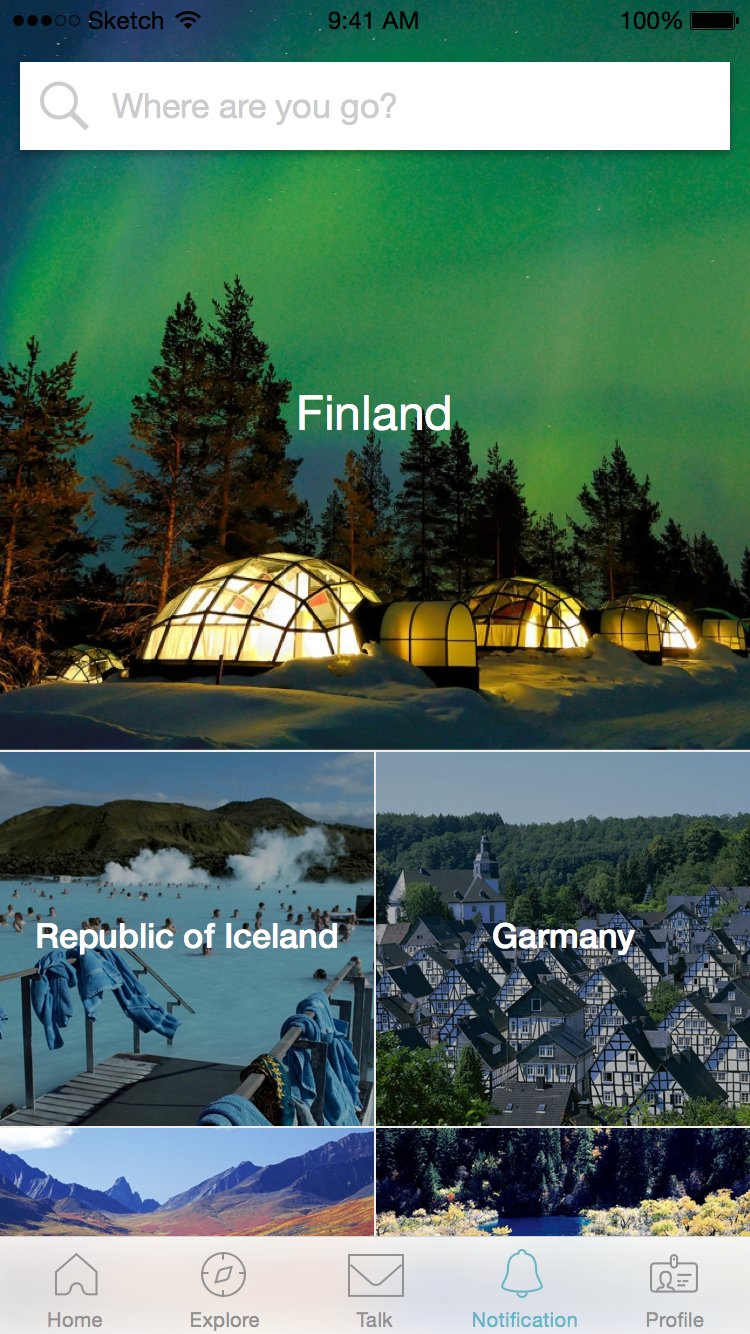 Sketch 9:41 AM 100%
Where are you go?
Finland
Republic of Iceland
Garmany
Home Explore Talk Notification Profile